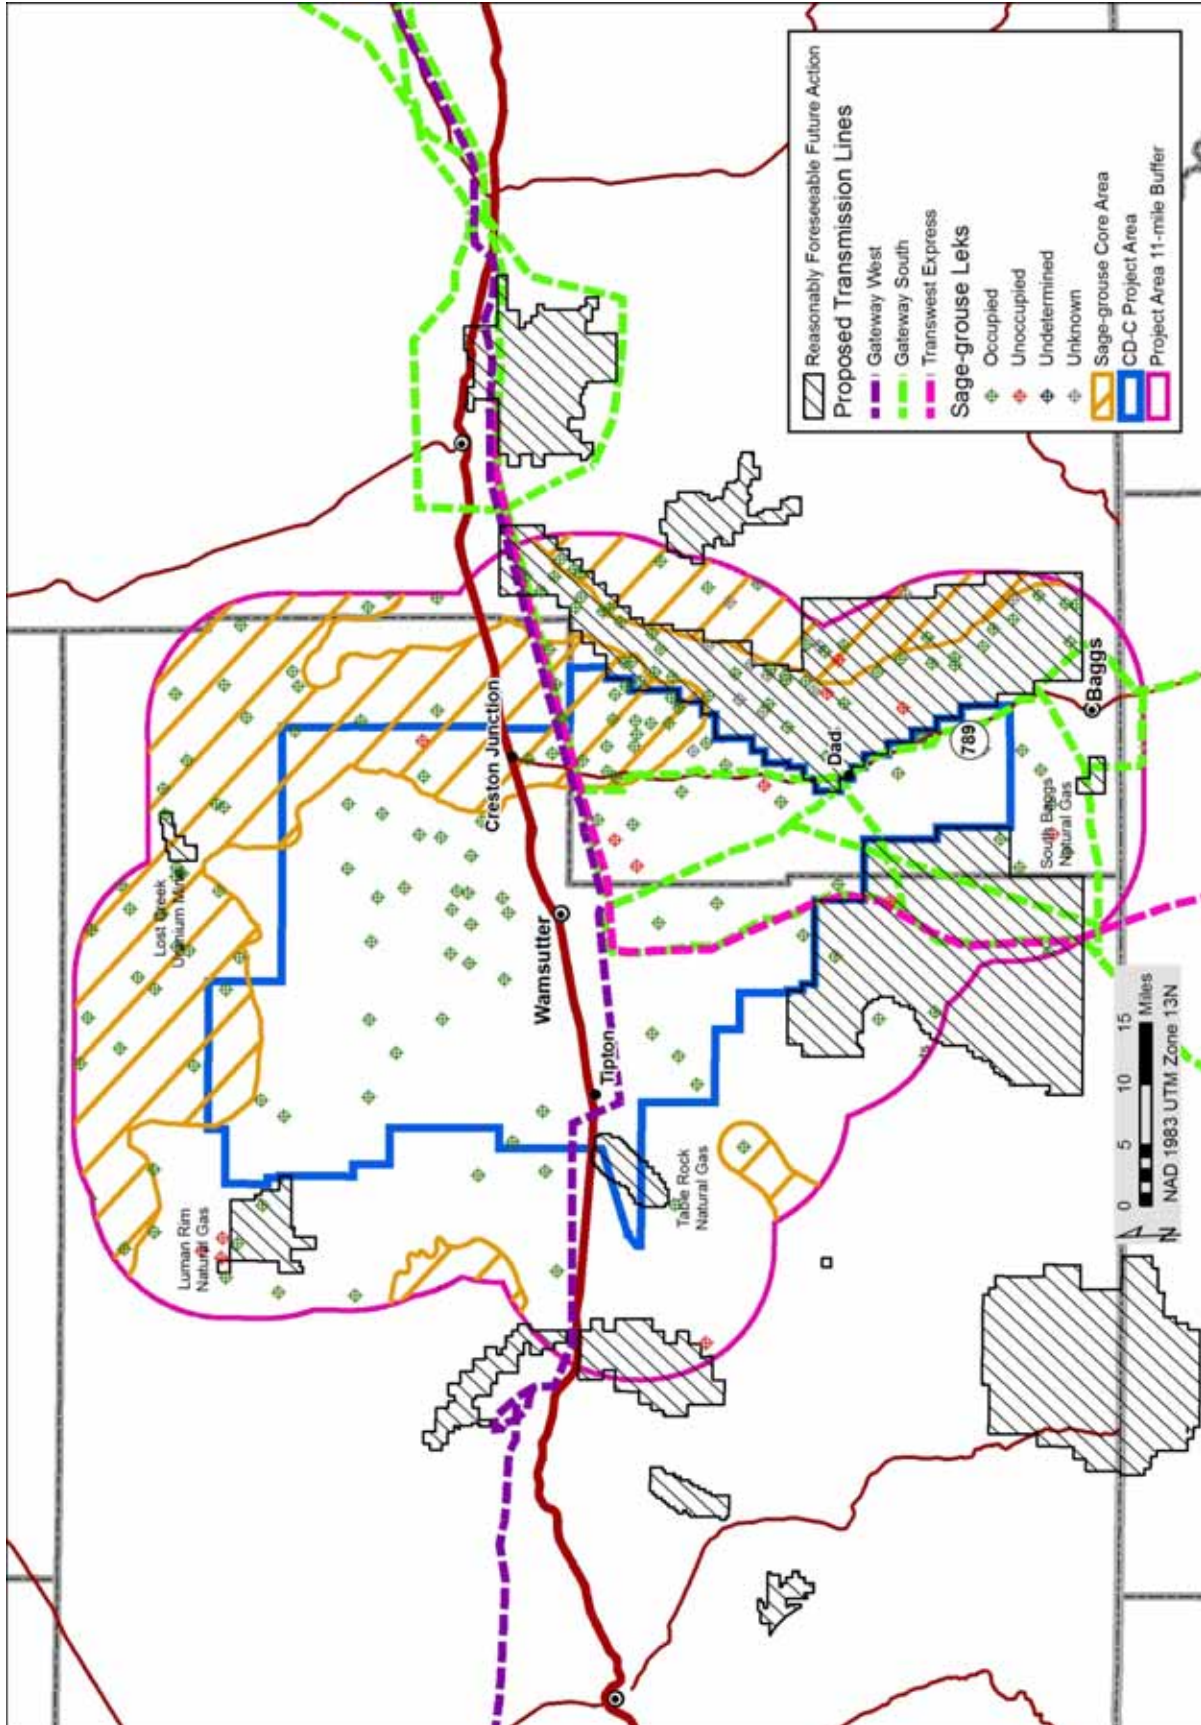 Lost Creek
Uranium Mine
Luman Rim
Natural Gas
Creston Junction
Wamsutter
Tipton
Table Rock
Natural Gas
Dad
789
South Baggs
Natural Gas
Baggs
Reasonably Foreseeable Future Action
Proposed Transmission Lines
Gateway West
Gateway South
Transwest Express
Sage-grouse Leks
Occupied
Unoccupied
Undetermined
Unknown
Sage-grouse Core Area
CD-C Project Area
Project Area 11-mile Buffer
N
0 5 10 15
Miles
NAD 1983 UTM Zone 13N